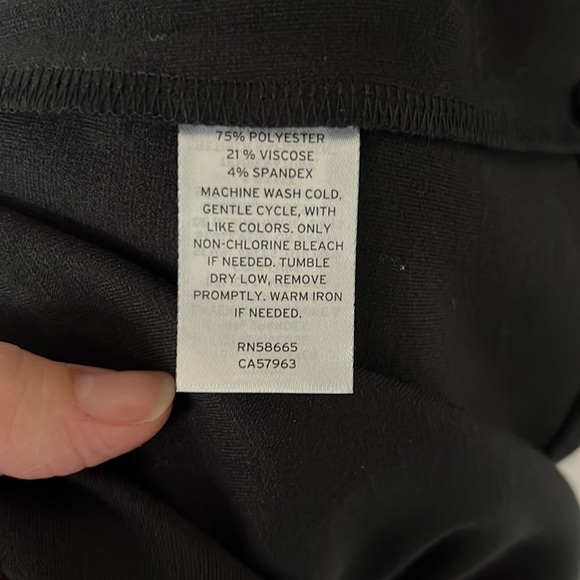 75% POLYESTER
21% VISCOSE
4% SPANDEX
MACHINE WASH COLD,
GENTLE CYCLE, WITH
LIKE COLORS. ONLY
NON-CHLORINE BLEACH
IF NEEDED. TUMBLE
DRY LOW, REMOVE
PROMPTLY. WARM IRON
IF NEEDED.
RN58665
CA57963